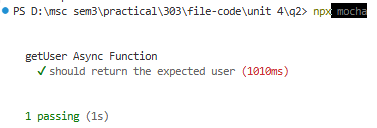 PS D:\msc sem3\practical\303\file-code\unit 4\q2> npx mocha
getUser Async Function
✓ should return the expected user (1010ms)
1 passing (1s)